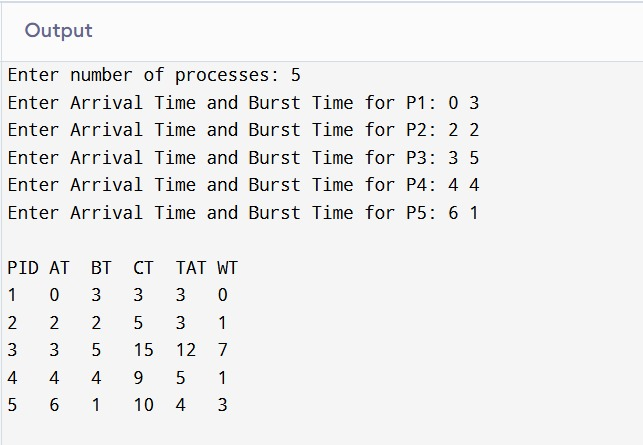 Output
Enter number of processes: 5
Enter Arrival Time and Burst Time for P1: 0 3
Enter Arrival Time and Burst Time for P2: 2 2
Enter Arrival Time and Burst Time for P3: 3 5
Enter Arrival Time and Burst Time for P4: 4 4
Enter Arrival Time and Burst Time for P5: 6 1
PID AT BT CT TAT WT
1 0 3 3 3 0
2 2 2 5 3 1
3 3 5 15 12 7
4 4 4 9 5 1
5 6 1 10 4 3